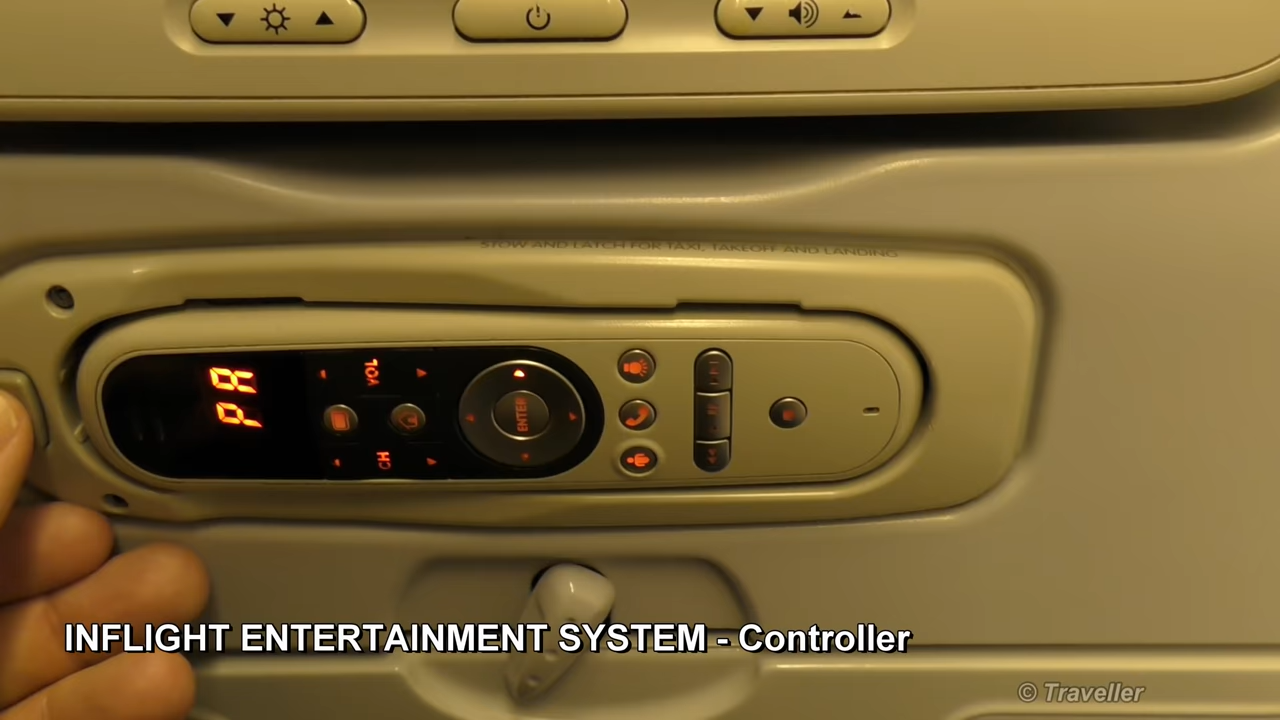 STOW AND LATCH FOR TAXI, TAKEOFF AND LANDING
PA
VOL
ENTER
CH
INFLIGHT ENTERTAINMENT SYSTEM - Controller
© Traveller